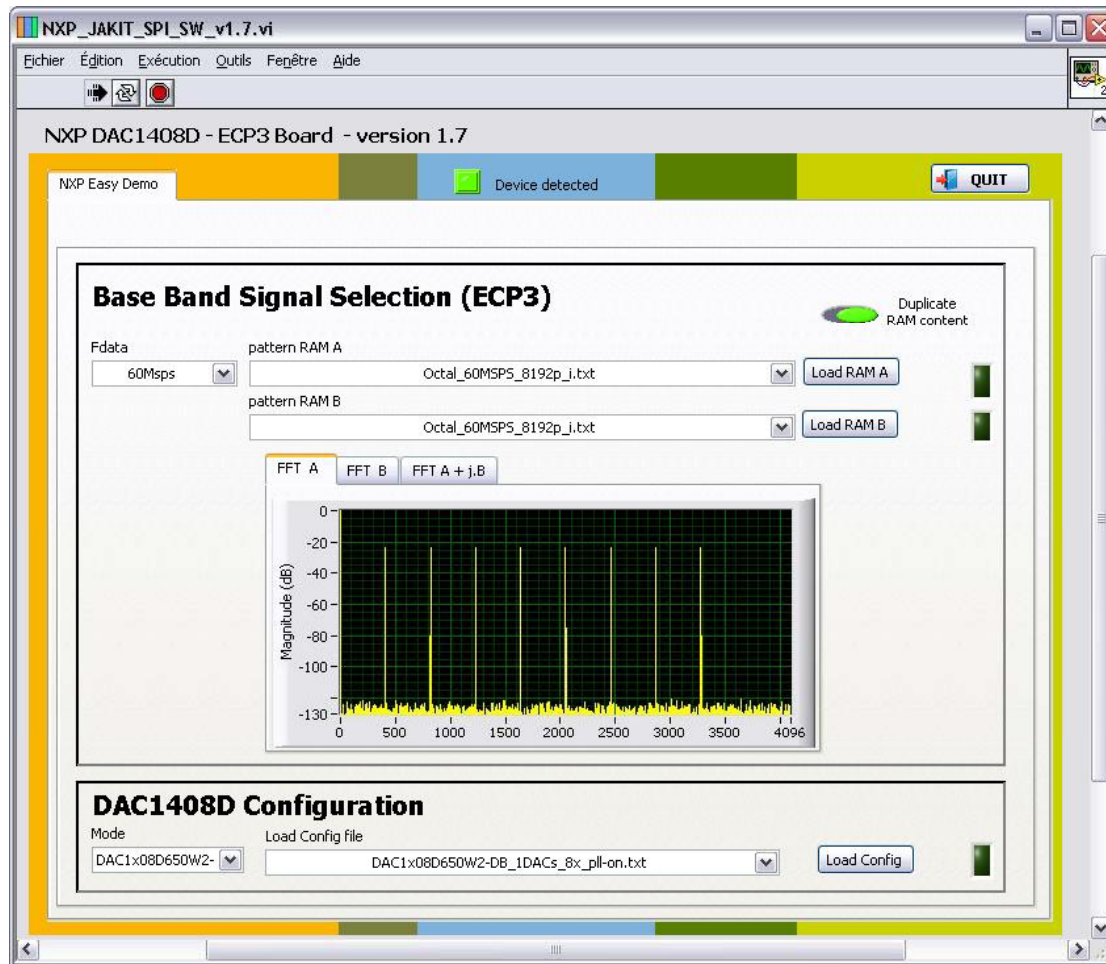 NXP_JAKIT_SPI_SW_v1.7.vi
Fichier Édition Exécution Outils Fenêtre Aide
2
NXP DAC1408D - ECP3 Board - version 1.7
NXP Easy Demo
Device detected
QUIT
Base Band Signal Selection (ECP3)
Duplicate
RAM content
Fdata
pattern RAM A
60Msps
Octal_60MSPS_8192p_i.txt
Load RAM A
pattern RAM B
Octal_60MSPS_8192p_i.txt
Load RAM B
FFT A
FFT B
FFT A + j.B
Magnitude (dB)
0
-20
-40
-60
-80
-100
-130
0 500 1000 1500 2000 2500 3000 3500 4096
DAC1408D Configuration
Mode
Load Config file
DAC1x08D650W2-
DAC1x08D650W2-DB_1DACs_8x_pll-on.txt
Load Config